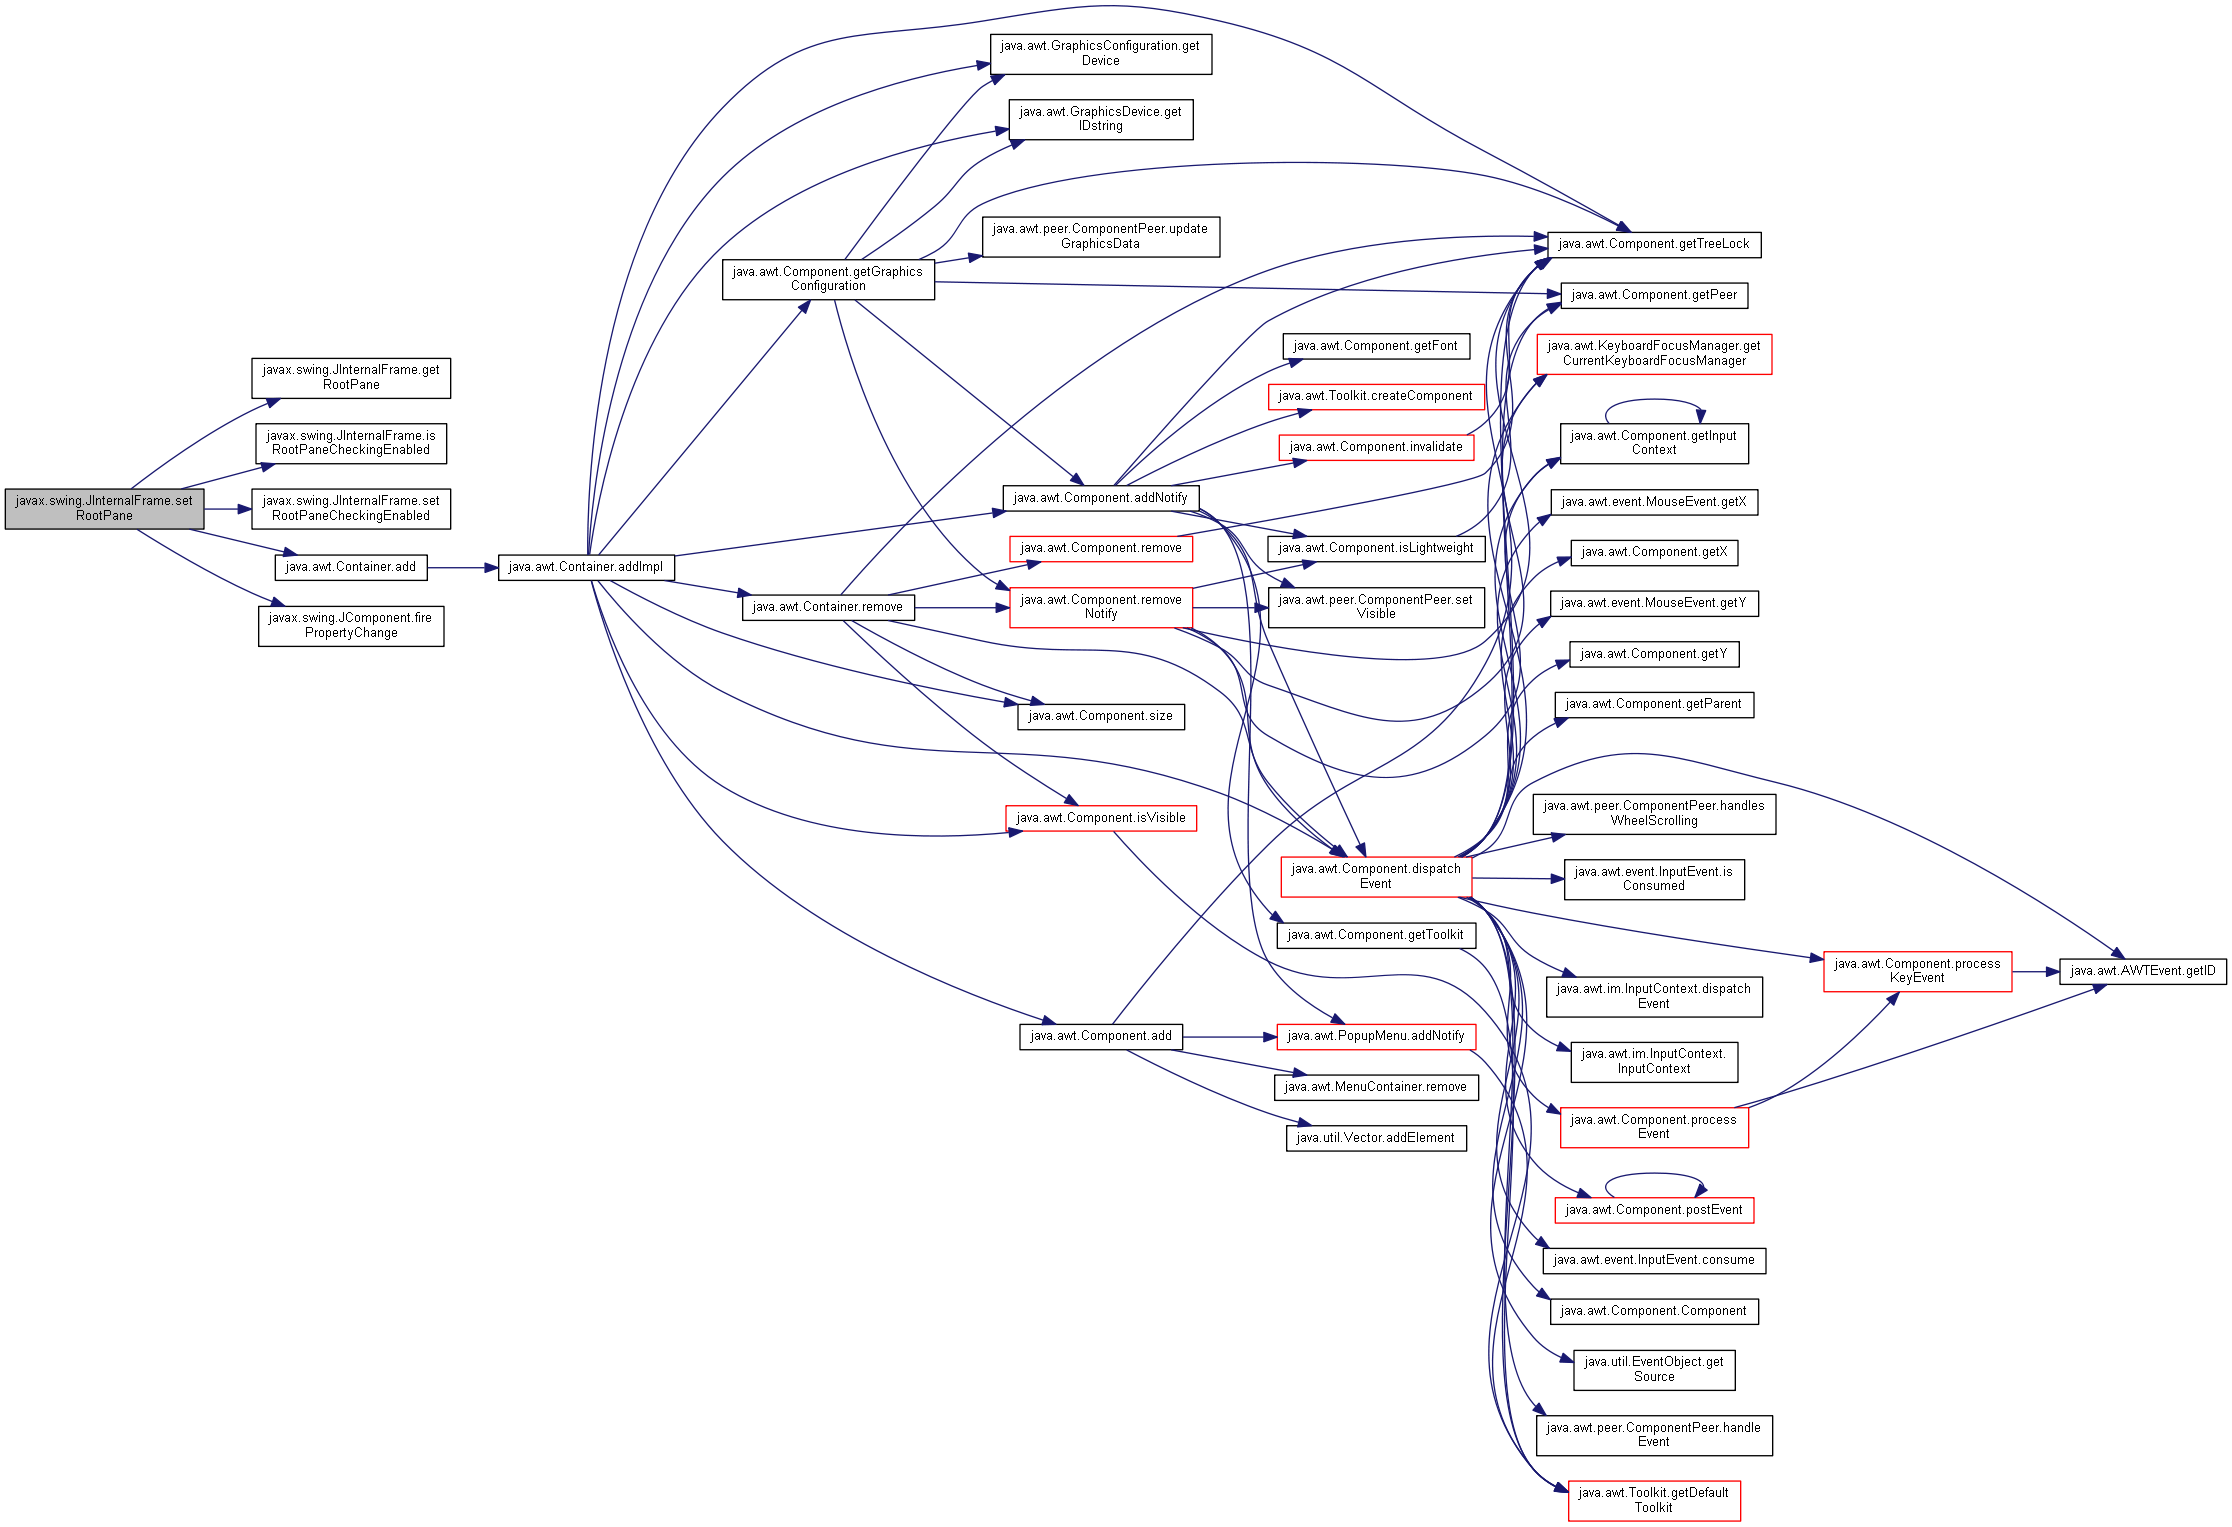 javax.swing.JInternalFrame.set
RootPane
javax.swing.JInternalFrame.get
RootPane
javax.swing.JInternalFrame.is
RootPaneCheckingEnabled
javax.swing.JInternalFrame.set
RootPaneCheckingEnabled
java.awt.Container.add
javax.swing.JComponent.fire
PropertyChange
java.awt.Container.addImpl
java.awt.Component.getGraphics
Configuration
java.awt.Container.remove
java.awt.GraphicsConfiguration.get
Device
java.awt.GraphicsDevice.get
IDstring
java.awt.peer.ComponentPeer.update
GraphicsData
java.awt.Component.addNotify
java.awt.Component.remove
java.awt.Component.remove
Notify
java.awt.Component.size
java.awt.Component.isVisible
java.awt.Component.add
java.awt.Component.getFont
java.awt.Toolkit.createComponent
java.awt.Component.invalidate
java.awt.Component.isLightweight
java.awt.peer.ComponentPeer.set
Visible
java.awt.Component.dispatch
Event
java.awt.Component.getToolkit
java.awt.PopupMenu.addNotify
java.awt.MenuContainer.remove
java.util.Vector.addElement
java.awt.Component.getTreeLock
java.awt.Component.getPeer
java.awt.KeyboardFocusManager.get
CurrentKeyboardFocusManager
java.awt.Component.getInput
Context
java.awt.event.MouseEvent.getX
java.awt.Component.getX
java.awt.event.MouseEvent.getY
java.awt.Component.getY
java.awt.Component.getParent
java.awt.peer.ComponentPeer.handles
WheelScrolling
java.awt.event.InputEvent.is
Consumed
java.awt.im.InputContext.dispatch
Event
java.awt.im.InputContext.
InputContext
java.awt.Component.process
Event
java.awt.Component.postEvent
java.awt.event.InputEvent.consume
java.awt.Component.Component
java.util.EventObject.get
Source
java.awt.peer.ComponentPeer.handle
Event
java.awt.Toolkit.getDefault
Toolkit
java.awt.Component.process
KeyEvent
java.awt.AWTEvent.getID